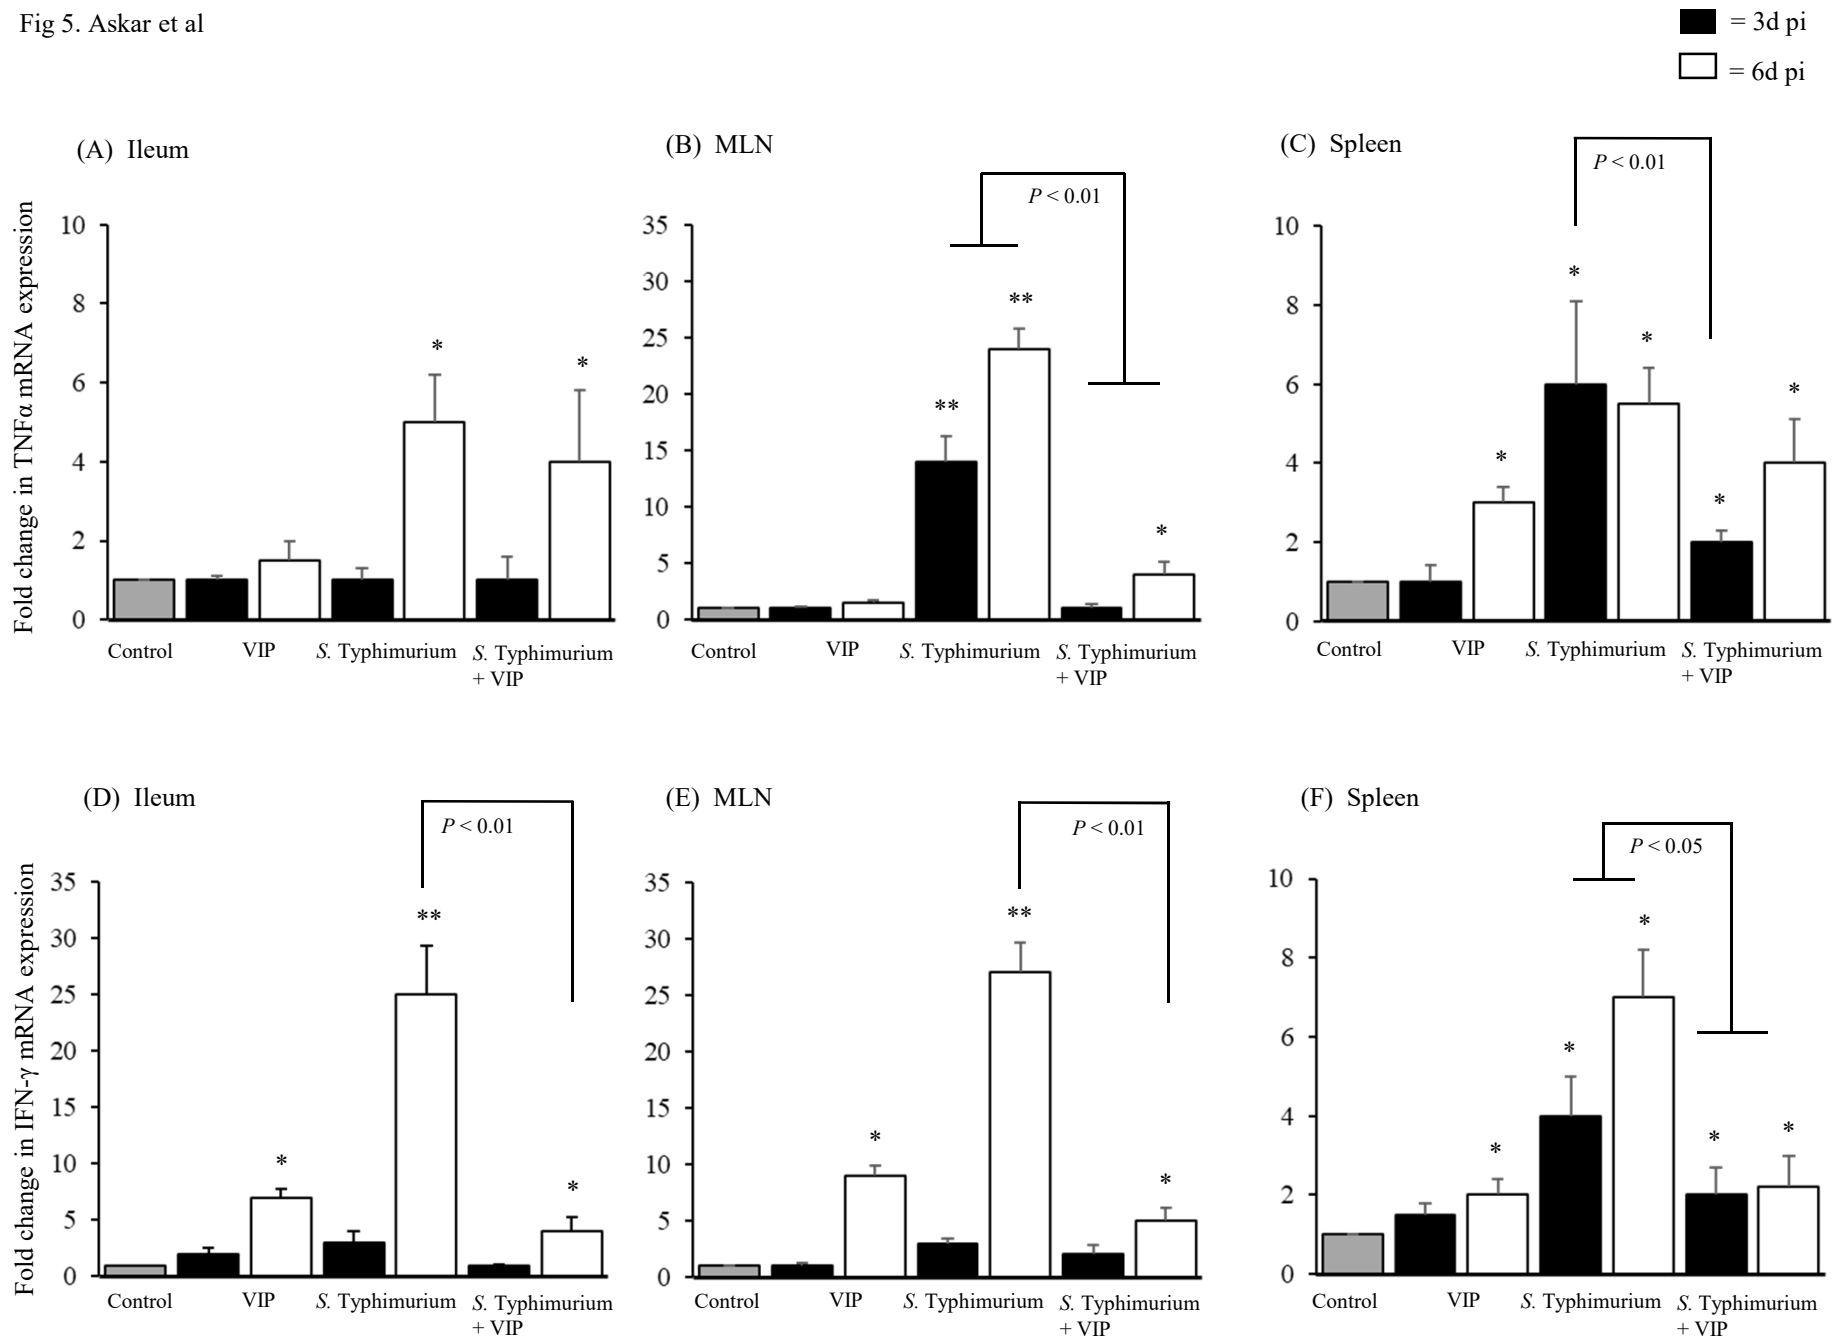 Fig 5. Askar et al
= 3d pi
= 6d pi
(A) Ileum
(B) MLN
(C) Spleen
P < 0.01
P < 0.01
Fold change in TNFα mRNA expression
10
8
6
4
2
0
*
*
Control
VIP
S. Typhimurium
S. Typhimurium
+ VIP
35
30
25
20
15
10
5
0
**
**
*
Control
VIP
S. Typhimurium
S. Typhimurium
+ VIP
10
8
6
4
2
0
*
*
*
*
*
Control
VIP
S. Typhimurium
S. Typhimurium
+ VIP
(D) Ileum
(E) MLN
(F) Spleen
P < 0.01
P < 0.01
P < 0.05
Fold change in IFN-γ mRNA expression
35
30
25
20
15
10
5
0
*
**
*
Control
VIP
S. Typhimurium
S. Typhimurium
+ VIP
35
30
25
20
15
10
5
0
*
**
*
Control
VIP
S. Typhimurium
S. Typhimurium
+ VIP
10
8
6
4
2
0
*
*
*
*
*
Control
VIP
S. Typhimurium
S. Typhimurium
+ VIP